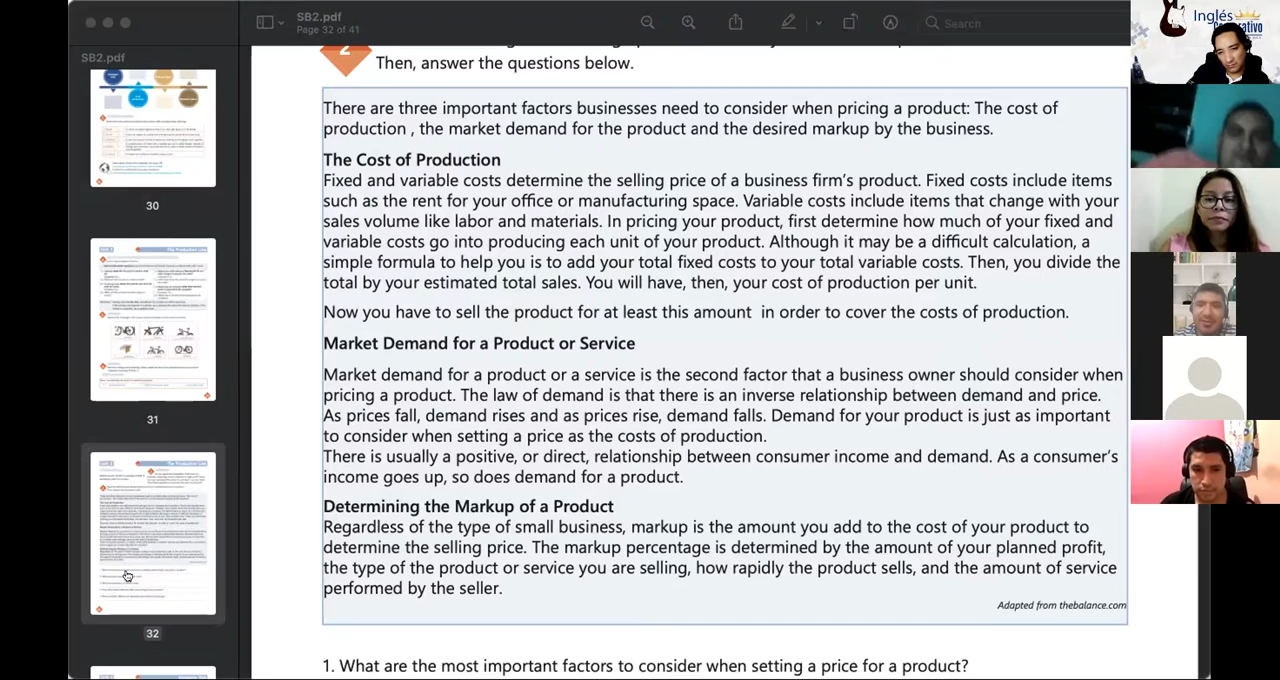 SB2.pdf
Page 32 of 41
Search
SB2.pdf
30
31
32
Inglés
Then, answer the questions below.
There are three important factors businesses need to consider when pricing a product: The cost of
production, the market demand for the product and the desired markup by the business.
The Costs of Production
Fixed and variable costs determine the selling price of a business firm's product. Fixed costs include items
such as the rent for your office or manufacturing space. Variable costs include items that change with your
sales volume like labor and materials. In pricing your product, first determine how much of your fixed and
variable costs go into producing each unit of your product. Although it may be a difficult calculation, a
simple formula to help you is to add your total fixed costs to your total variable costs. Then, you divide the
total by your estimated total units. You will have, then, your costs of production per unit.
Now you have to sell the product for at least this amount in order to cover the costs of production.
Market Demand for a Product or Service
Market demand for a product or service is the second factor that a business owner should consider when
pricing a product. The law of demand is that there is an inverse relationship between demand and price.
As prices fall, demand rises and as prices rise, demand falls. Demand for your product is just as important
to consider when setting a price as the costs of production.
There is usually a positive or direct relationship between consumer income and demand. As a consumer's
income goes up, so does demand for a product.
Desired Markup Margin on a Product
Regardless of the type of small business, markup is the amount you add to the cost of your product to
determine your selling price. The markup percentage is determined by the amount of your planned profit,
the type of the product or service you are selling, how rapidly the product sells, and the amount of service
performed by the seller.
Adapted from thebalance.com
1. What are the most important factors to consider when setting a price for a product?